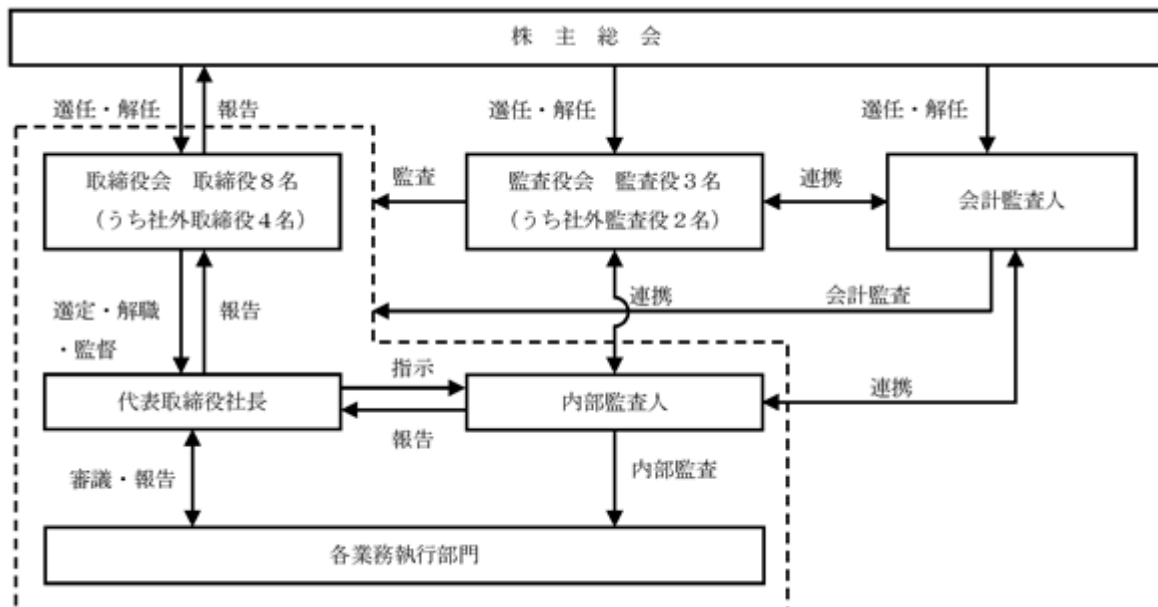 株主総会
選任・解任
報告
選任・解任
選任・解任
取締役会 取締役8名
（うち社外取締役4名）
監査
監査役会 監査役3名
（うち社外監査役2名）
連携
会計監査人
選定・解職
・監督
報告
連携
会計監査
代表取締役社長
指示
報告
内部監査人
連携
審議・報告
内部監査
各業務執行部門